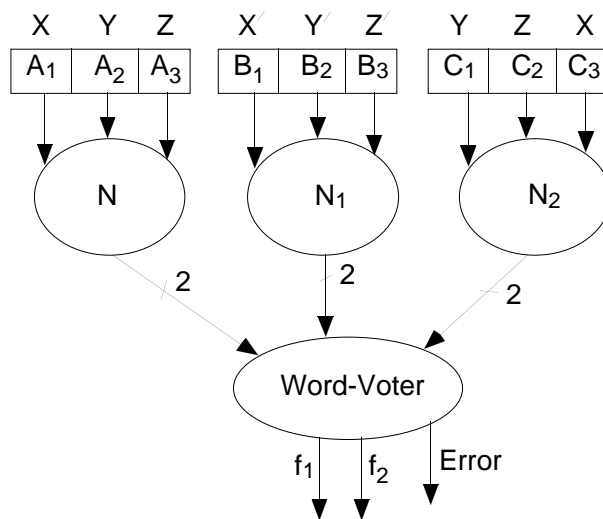 X Y Z X′ Y′ Z′ Y Z X
A1 A2 A3 B1 B2 B3 C1 C2 C3
N N1 N2
2 2 2
Word-Voter
f1 f2 Error